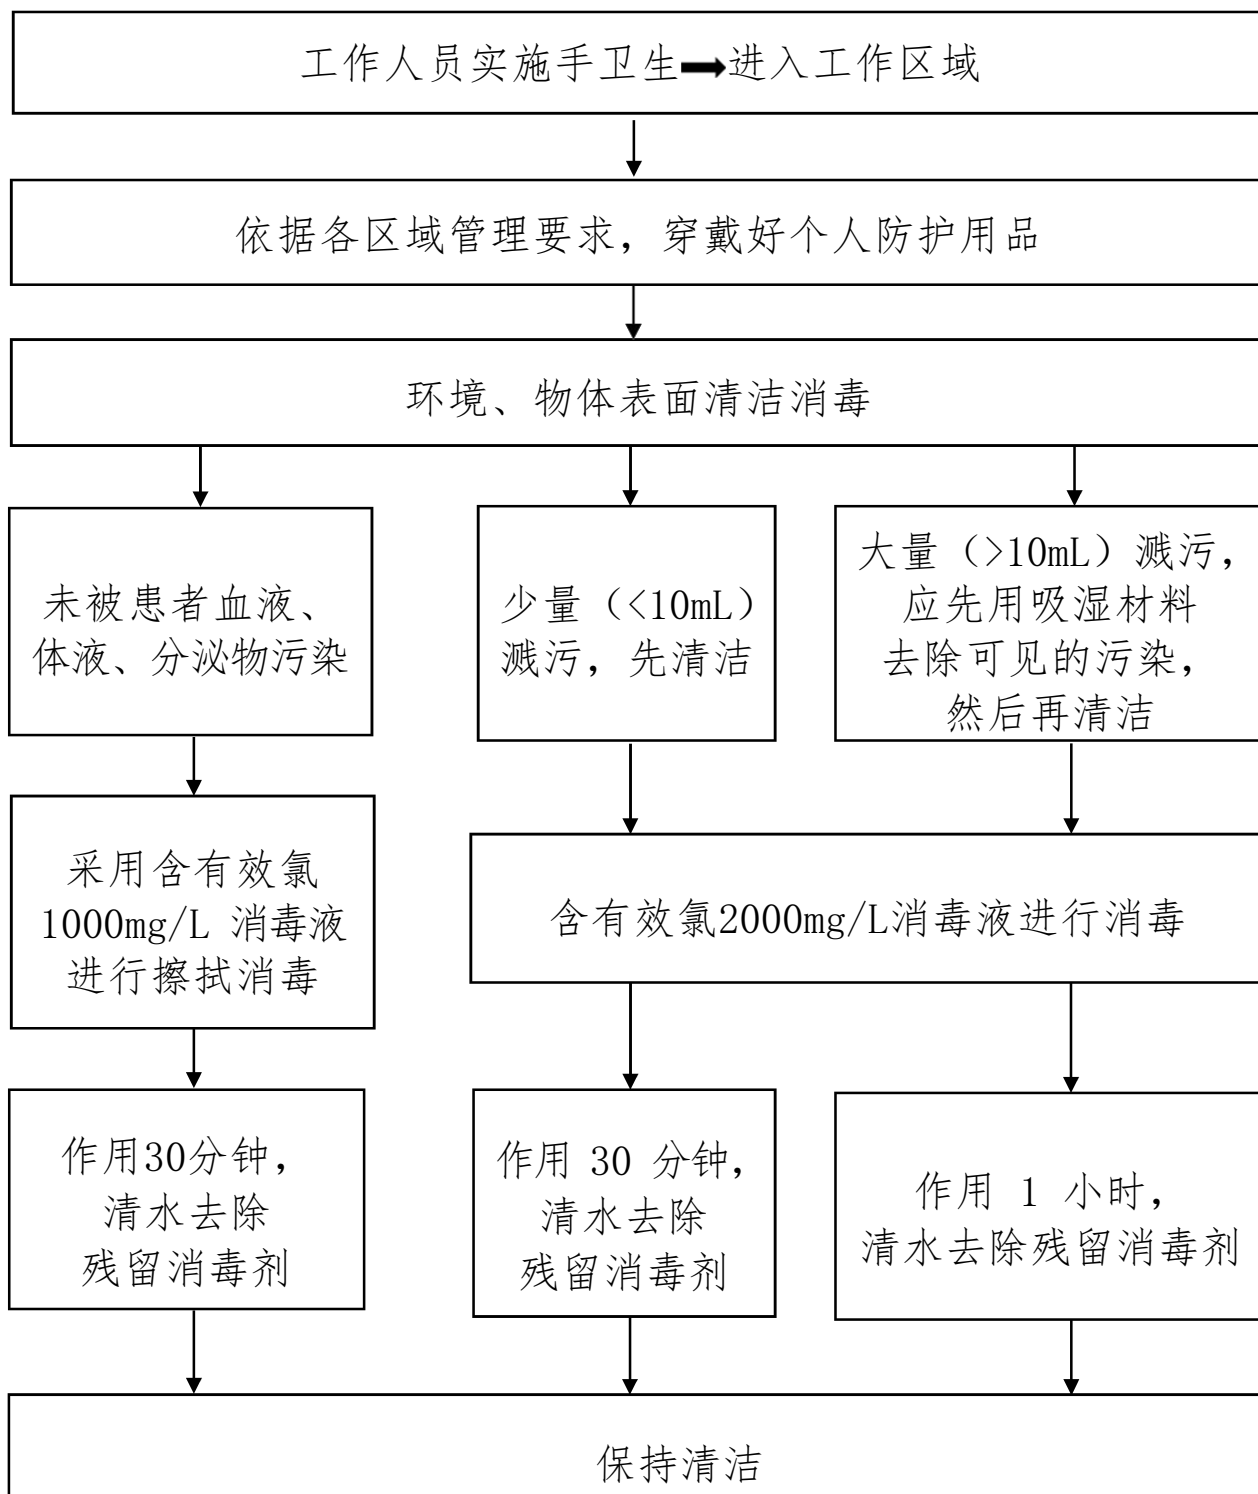 工作人员实施手卫生➡进入工作区域
依据各区域管理要求，穿戴好个人防护用品
环境、物体表面清洁消毒
未被患者血液、
体液、分泌物污染
少量（<10mL）
溅污，先清洁
大量（>10mL）溅污，
应先用吸湿材料
去除可见的污染，
然后再清洁
采用含有效氯
1000mg/L 消毒液
进行擦拭消毒
含有效氯2000mg/L消毒液进行消毒
作用30分钟，
清水去除
残留消毒剂
作用 30 分钟，
清水去除
残留消毒剂
作用 1 小时，
清水去除残留消毒剂
保持清洁